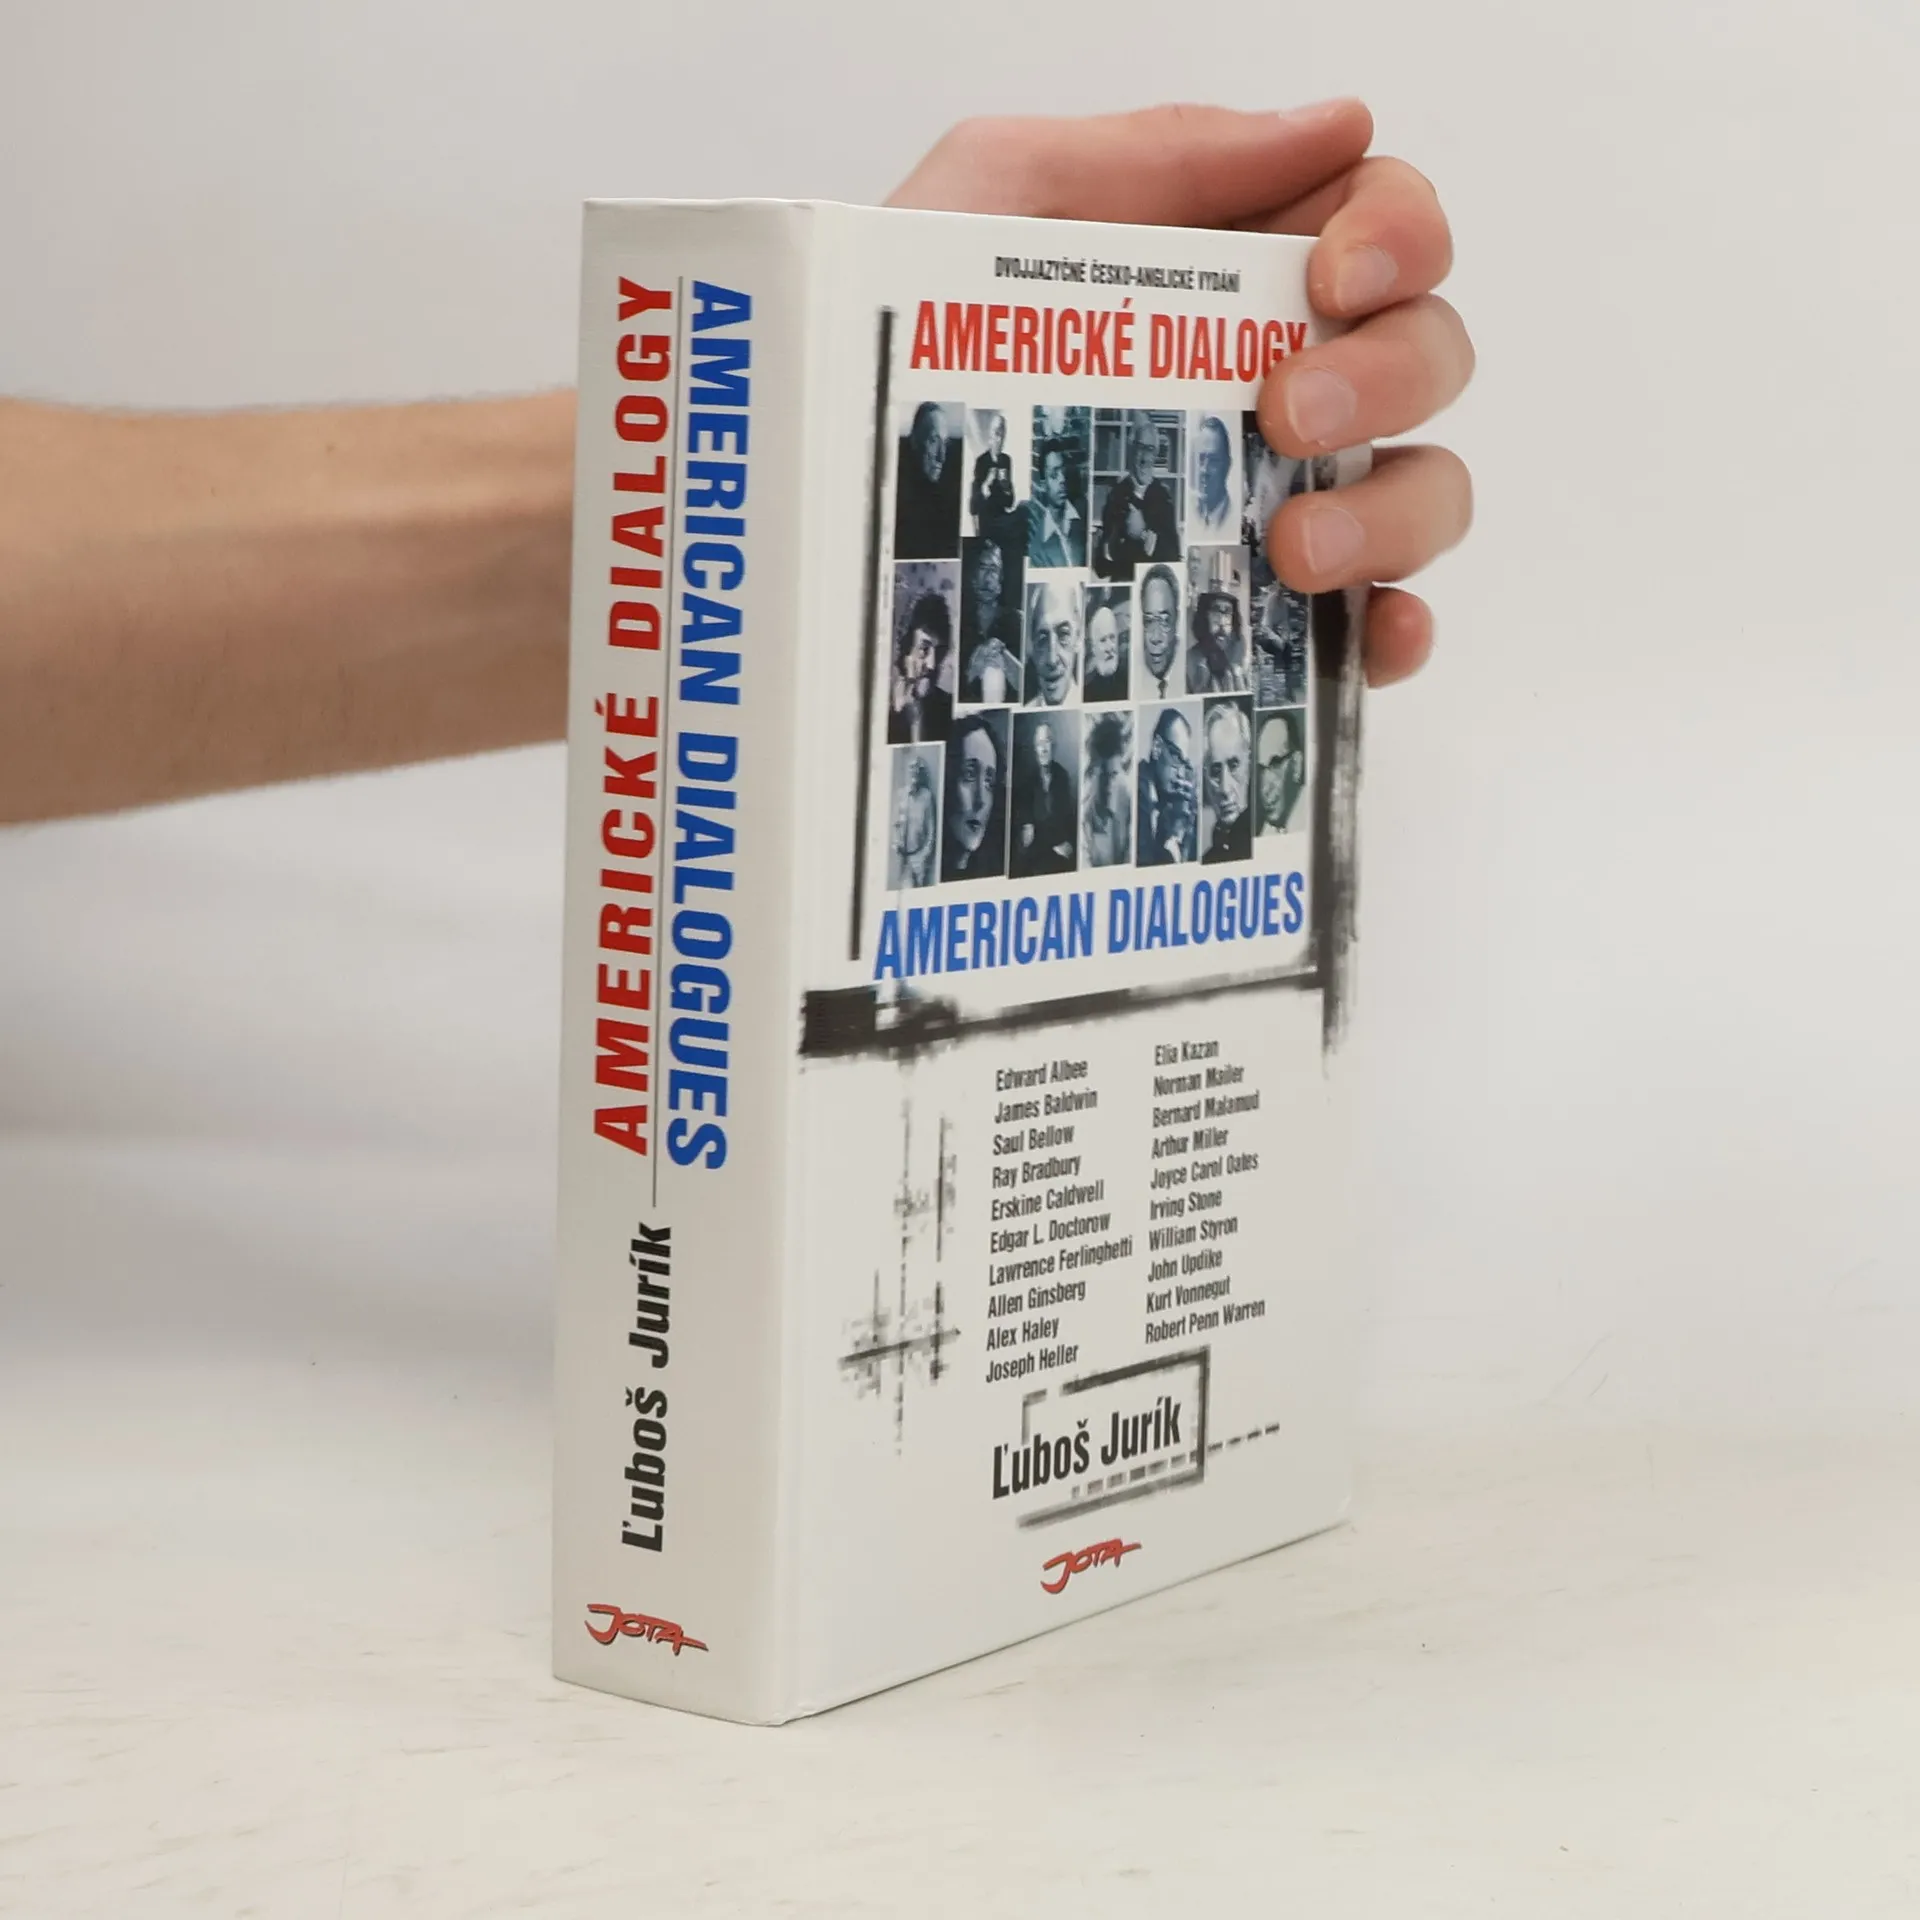 AMERICKÉ DIALOGY
AMERICAN DIALOGUES
Ľuboš Jurík
JOTA
DVOJJAZYČNÉ ČESKO-ANGLICKÉ VYDÁNÍ
AMERICKÉ DIALOGY
AMERICAN DIALOGUES
Edward Albee
James Baldwin
Saul Bellow
Ray Bradbury
Erskine Caldwell
Edgar L. Doctorow
Lawrence Ferlinghetti
Allen Ginsberg
Alex Haley
Joseph Heller
Elia Kazan
Norman Mailer
Bernard Malamud
Arthur Miller
Joyce Carol Oates
Irving Stone
William Styron
John Updike
Kurt Vonnegut
Robert Penn Warren
Ľuboš Jurík
JOTA